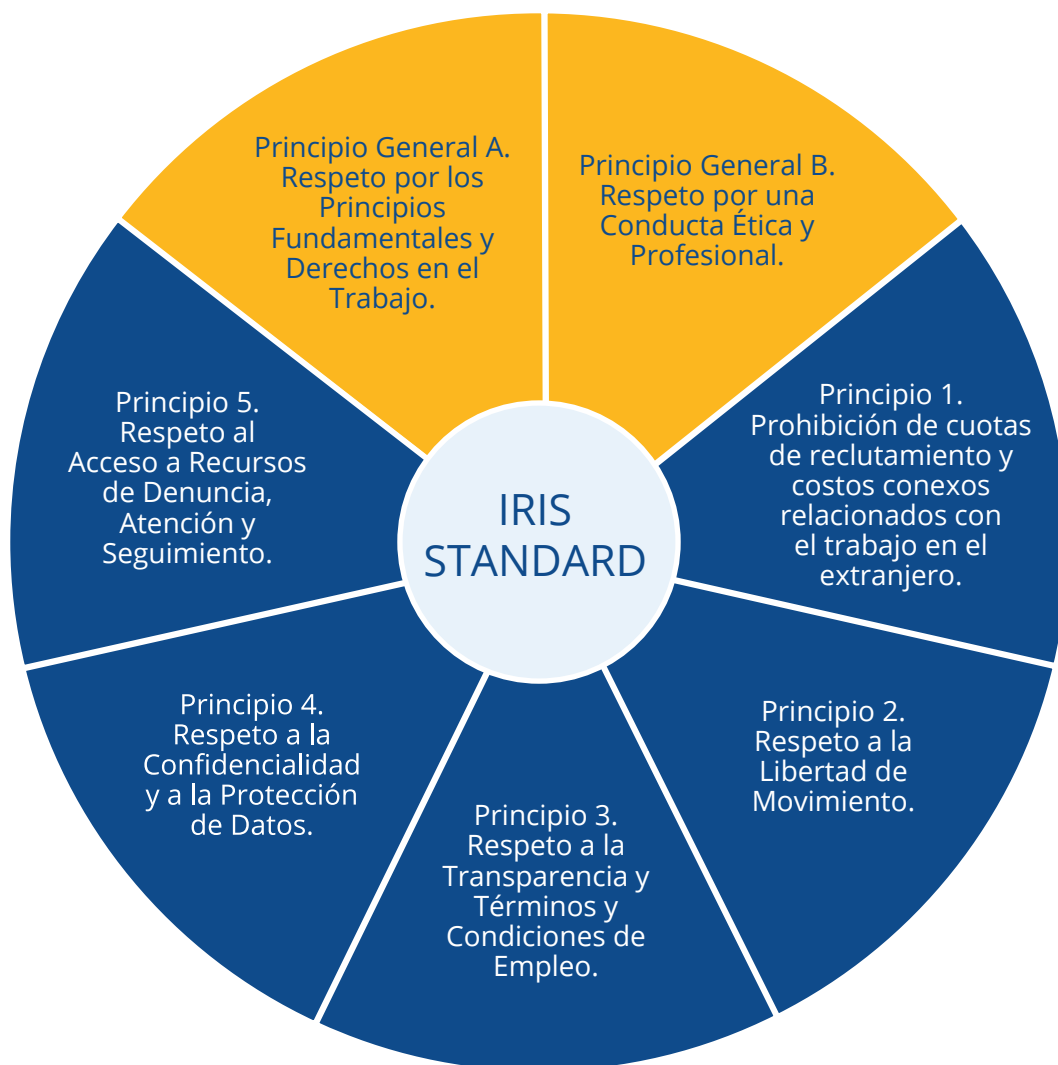 Principio General A.
Respeto por los
Principios
Fundamentales y
Derechos en el
Trabajo.
Principio General B.
Respeto por una
Conducta Ética y
Profesional.
Principio 1.
Prohibición de cuotas
de reclutamiento y
costos conexos
relacionados con
el trabajo en el
extranjero.
Principio 2.
Respeto a la
Libertad de
Movimiento.
Principio 3.
Respeto a la
Transparencia y
Términos y
Condiciones de
Empleo.
Principio 4.
Respeto a la
Confidencialidad
y a la Protección
de Datos.
Principio 5.
Respeto al
Acceso a Recursos
de Denuncia,
Atención y
Seguimiento.
IRIS
STANDARD